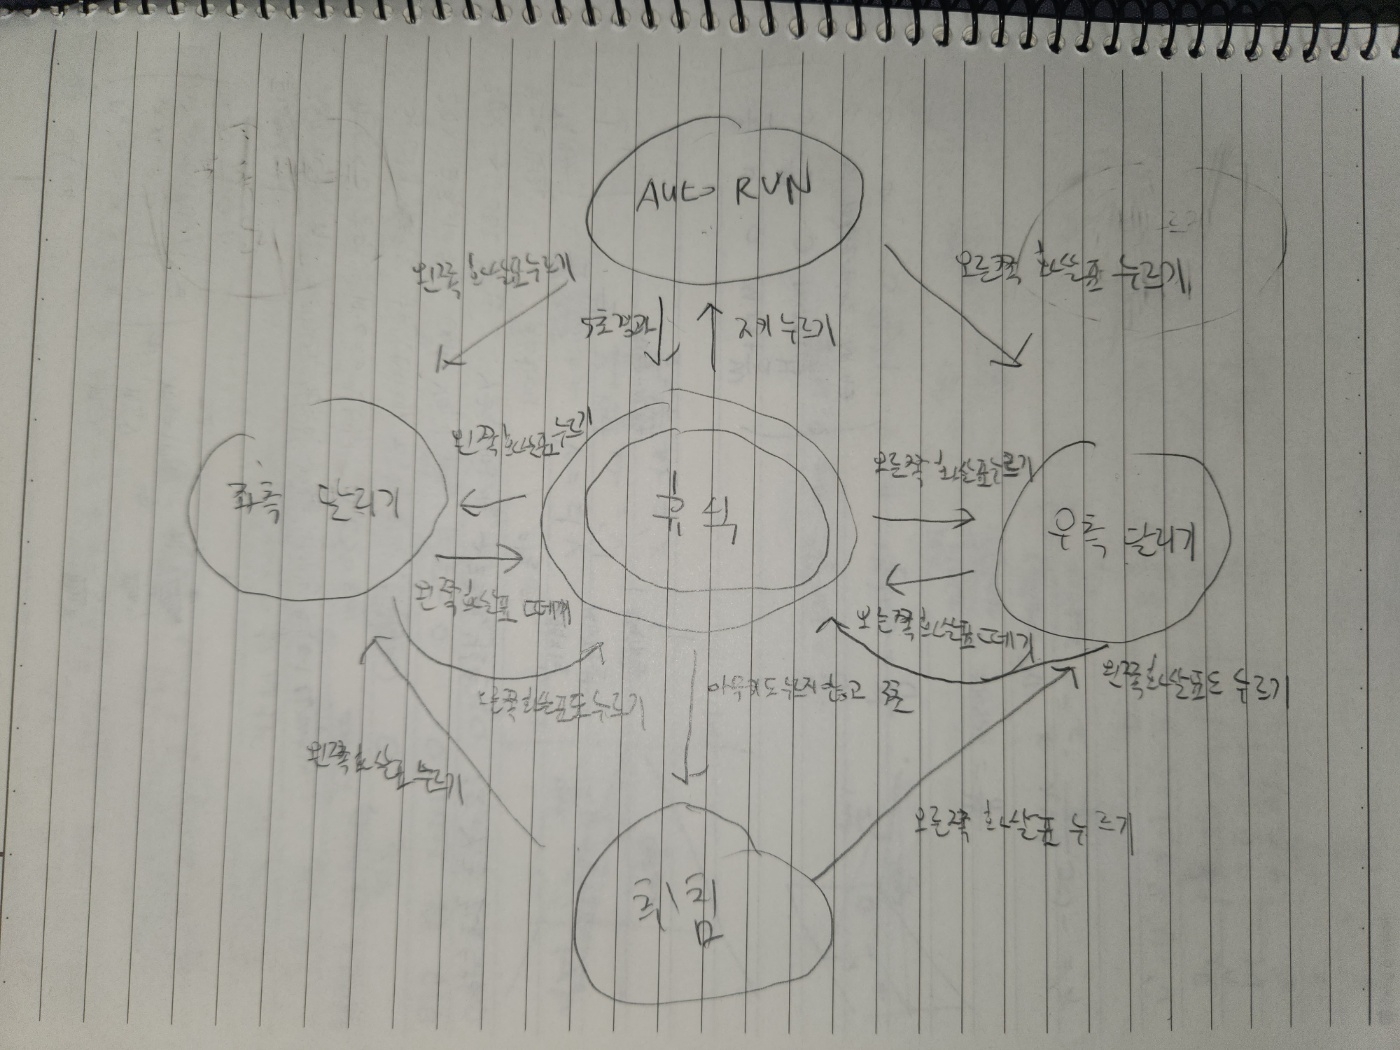 Auto RUN
왼쪽 화살표 누르기
오른쪽 화살표 누르기
5초 경과
키 누르기
왼쪽 화살표 누르기
오른쪽 화살표 누르기
좌측 달리기
휴식
우측 달리기
왼쪽 화살표 떼기
오른쪽 화살표 떼기
오른쪽 화살표도 누르기
아무키도 누르지 않고
왼쪽 화살표도 누르기
왼쪽 화살표 누르기
오른쪽 화살표 누르기
취침